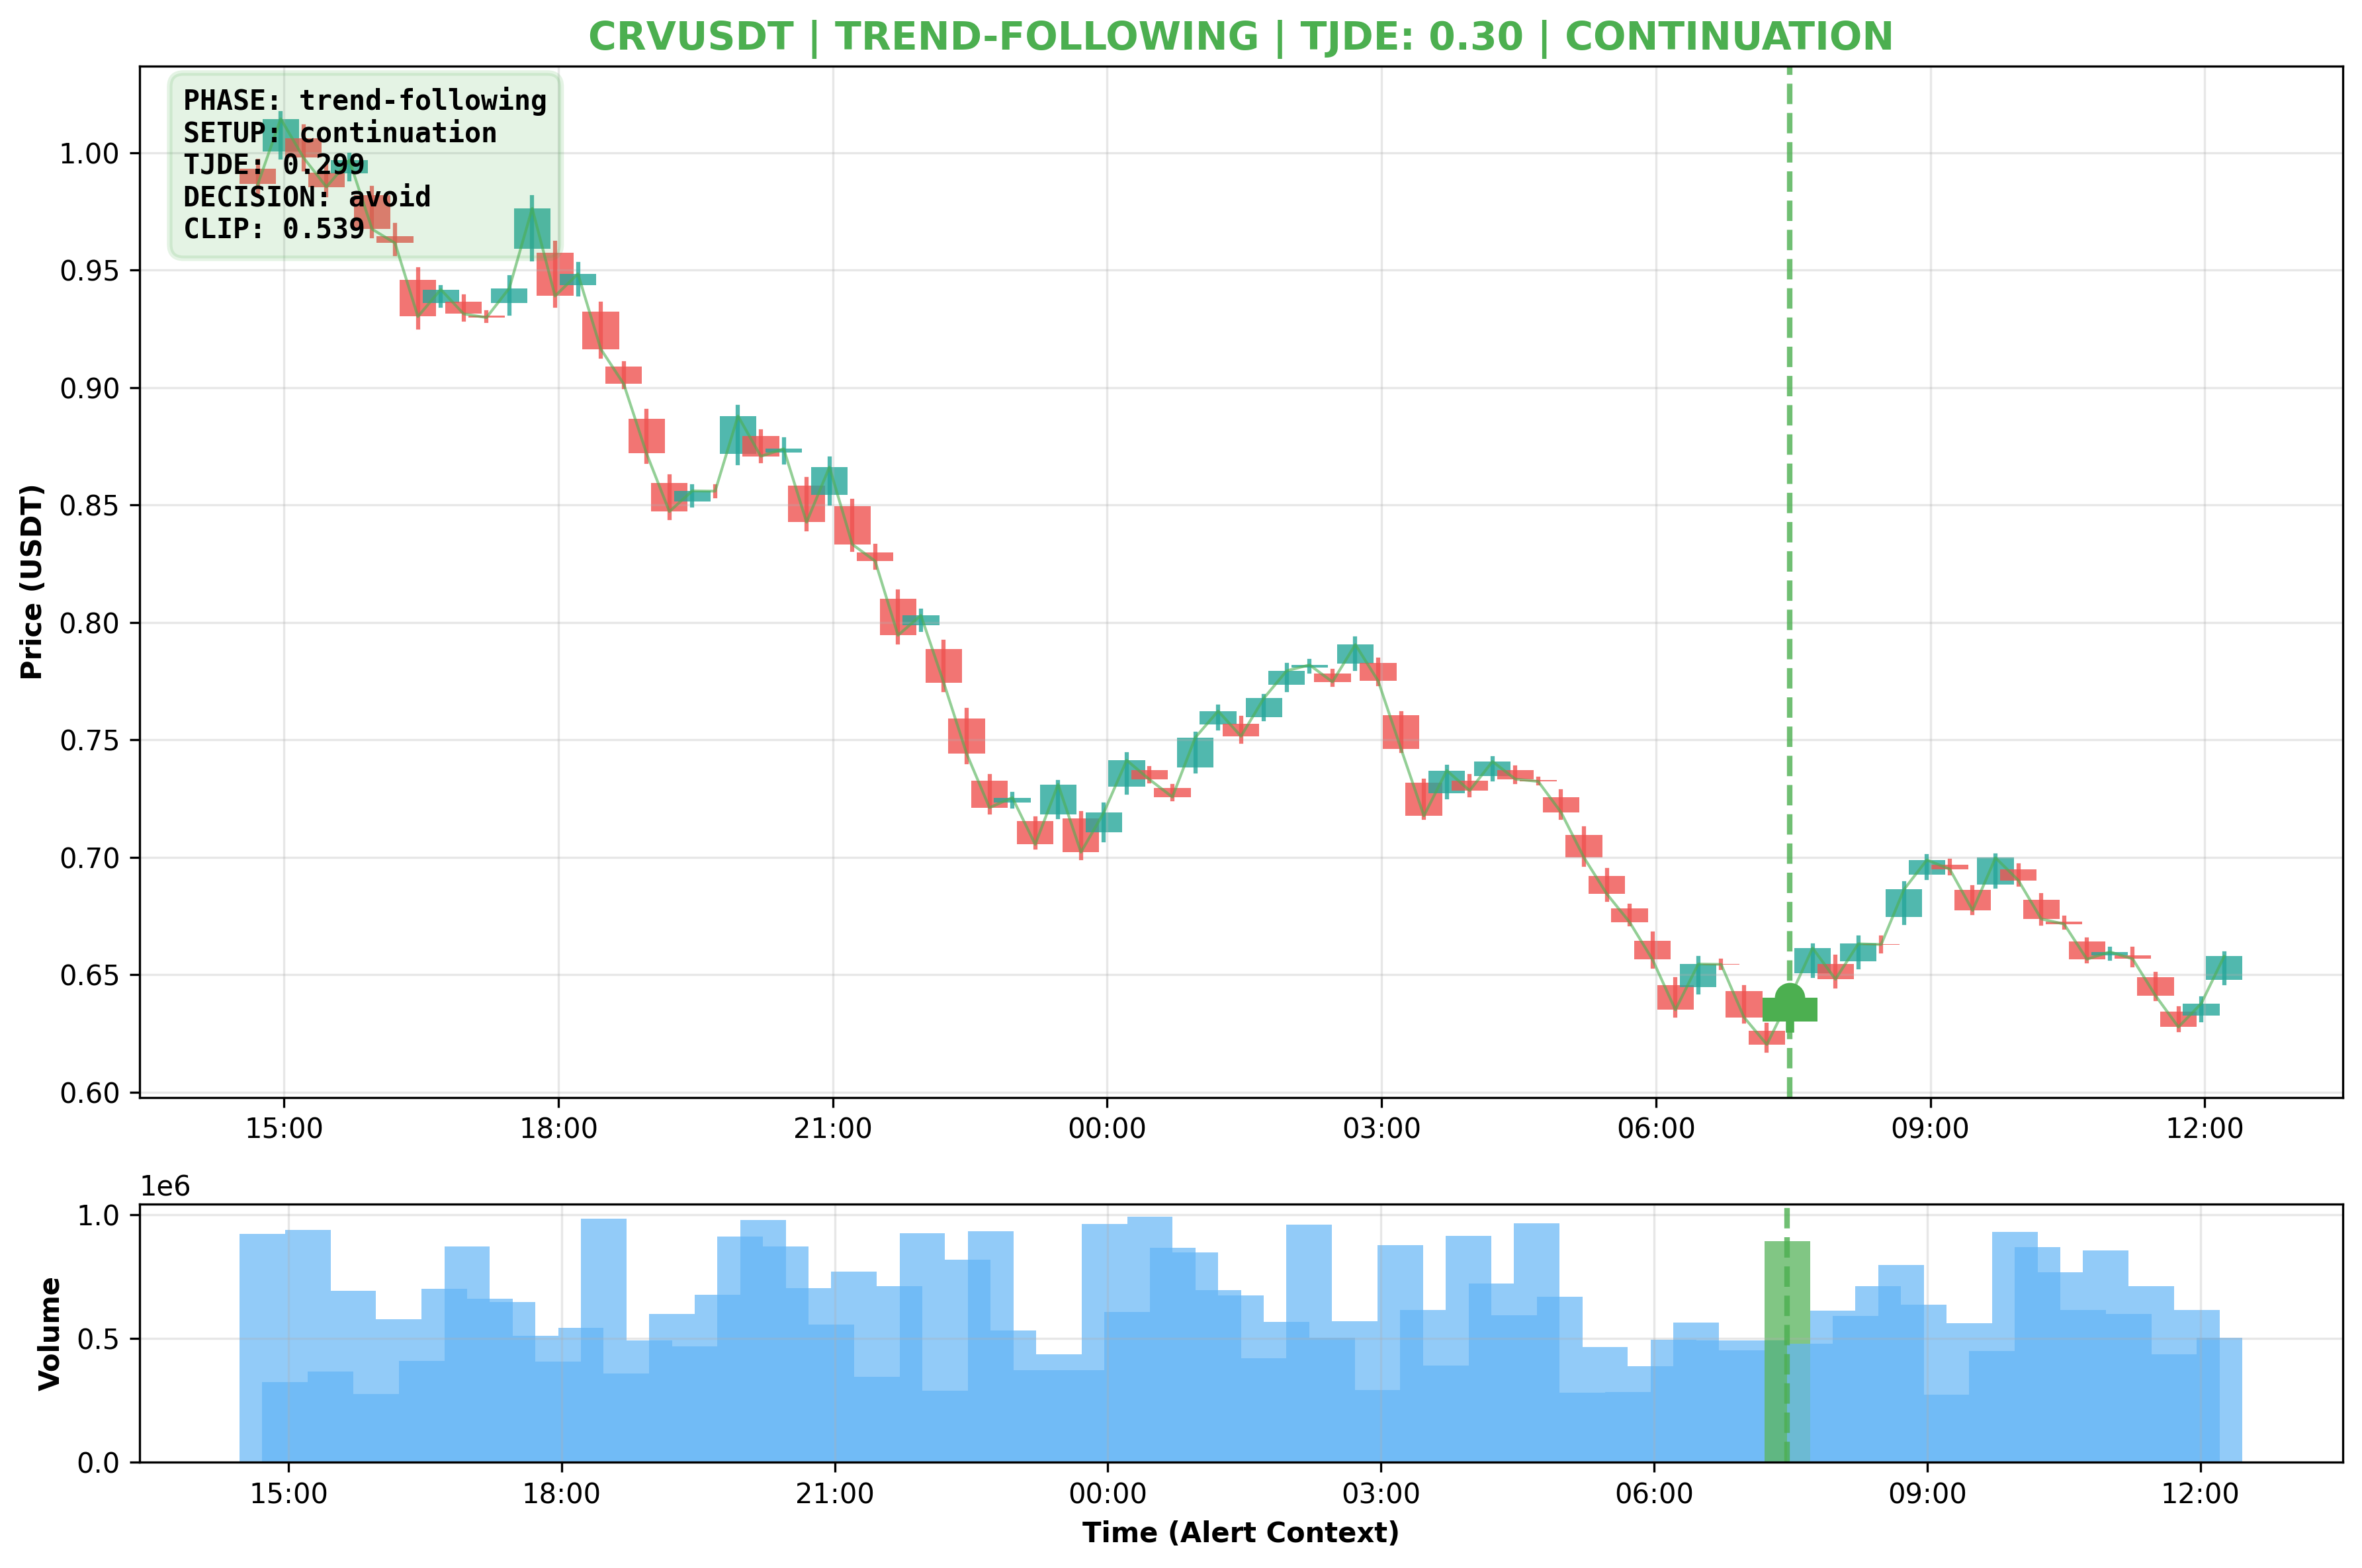 CRVUSDT | TREND-FOLLOWING | TJDE: 0.30 | CONTINUATION
PHASE: trend-following
SETUP: continuation
TJDE: 0.299
DECISION: avoid
CLIP: 0.539
Price (USDT)
1.00
0.95
0.90
0.85
0.80
0.75
0.70
0.65
0.60
15:00 18:00 21:00 00:00 03:00 06:00 09:00 12:00
1e6
Volume
1.0
0.5
0.0
15:00 18:00 21:00 00:00 03:00 06:00 09:00 12:00
Time (Alert Context)